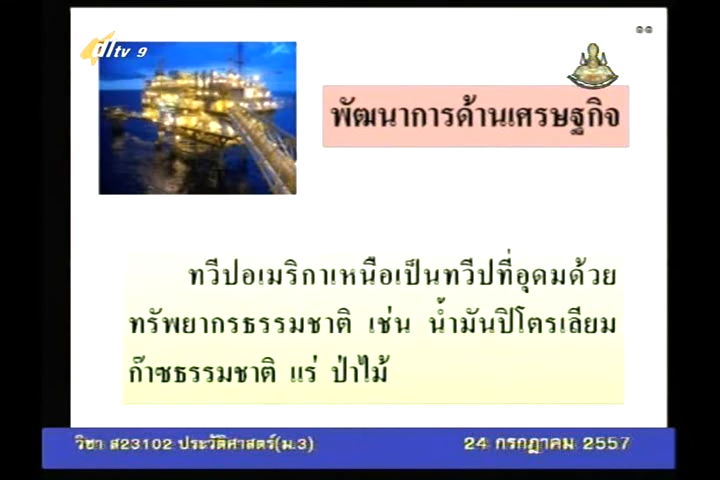 dltv 9
๑๑
พัฒนาการด้านเศรษฐกิจ
ทวีปอเมริกาเหนือเป็นทวีปที่อุดมด้วย
ทรัพยากรธรรมชาติ เช่น น้ำมันปิโตรเลียม
ก๊าซธรรมชาติ แร่ ป่าไม้
วิชา ส23102 ประวัติศาสตร์(ม.3)
24 กรกฎาคม 2557